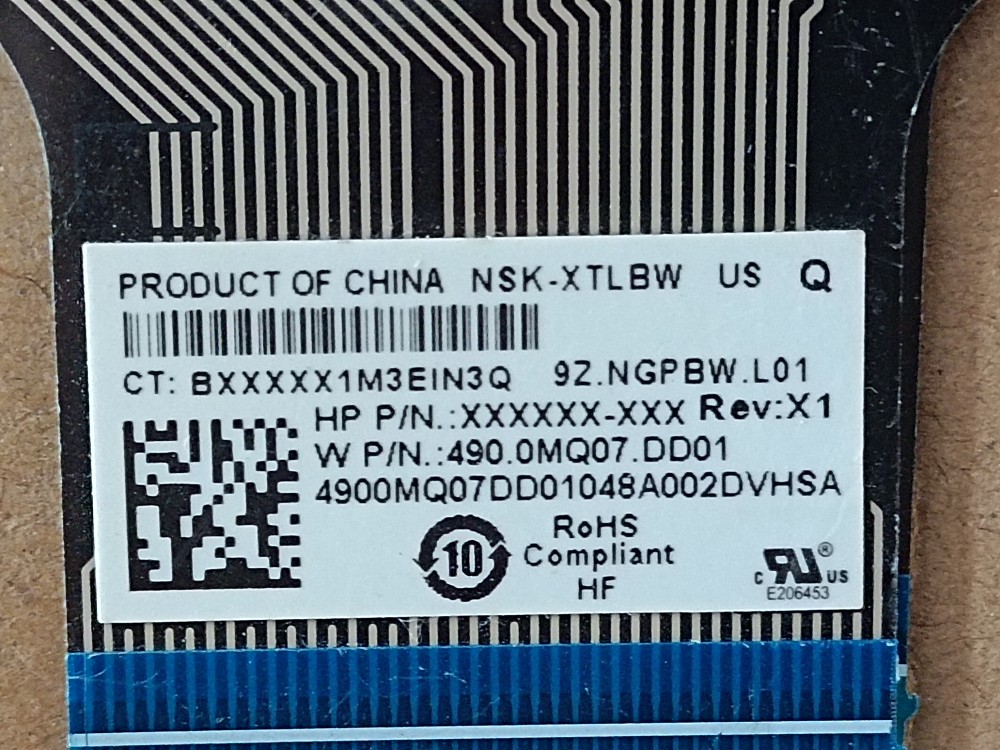 PRODUCT OF CHINA NSK-XTLBW US Q
CT: BXXXXX1M3EIN3Q 9Z.NGPBW.L01
HP P/N.:XXXXXX-XXX Rev:X1
W P/N.:490.0MQ07.DD01
4900MQ07DD01048A002DVHSA
10
RoHS
Compliant
HF
c RU ® US
E206453